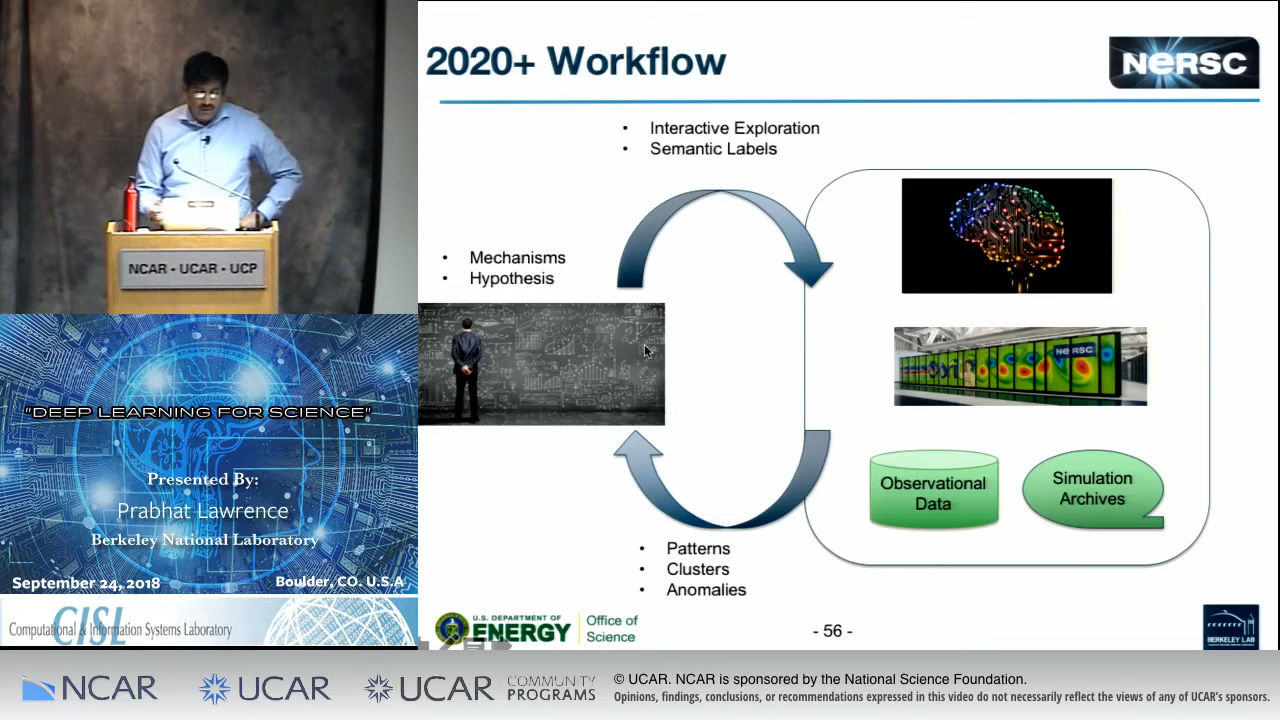 2020+ Workflow
NERSC
• Interactive Exploration
• Semantic Labels
• Mechanisms
• Hypothesis
NERSC
Observational
Data
Simulation
Archives
• Patterns
• Clusters
• Anomalies
U.S. DEPARTMENT OF
ENERGY
Office of
Science
- 56 -
BERKELEY LAB
NCAR - UCAR - UCP
"DEEP LEARNING FOR SCIENCE"
Presented By:
Prabhat Lawrence
Berkeley National Laboratory
September 24, 2018
Boulder, CO. U.S.A
CISL
Computational & Information Systems Laboratory
NCAR
UCAR
UCAR
COMMUNITY
PROGRAMS
© UCAR. NCAR is sponsored by the National Science Foundation.
Opinions, findings, conclusions, or recommendations expressed in this video do not necessarily reflect the views of any of UCAR's sponsors.